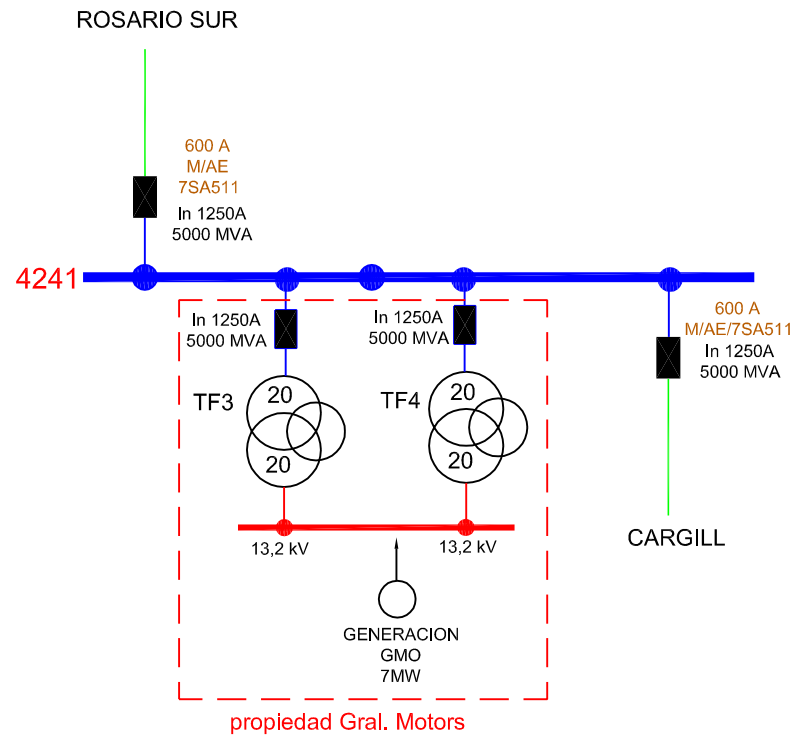 ROSARIO SUR
600 A
M/AE
7SA511
In 1250A
5000 MVA
4241
In 1250A
5000 MVA
In 1250A
5000 MVA
600 A
M/AE/7SA511
In 1250A
5000 MVA
TF3
20
20
TF4
20
20
13,2 kV
13,2 kV
CARGILL
GENERACION
GMO
7MW
propiedad Gral. Motors